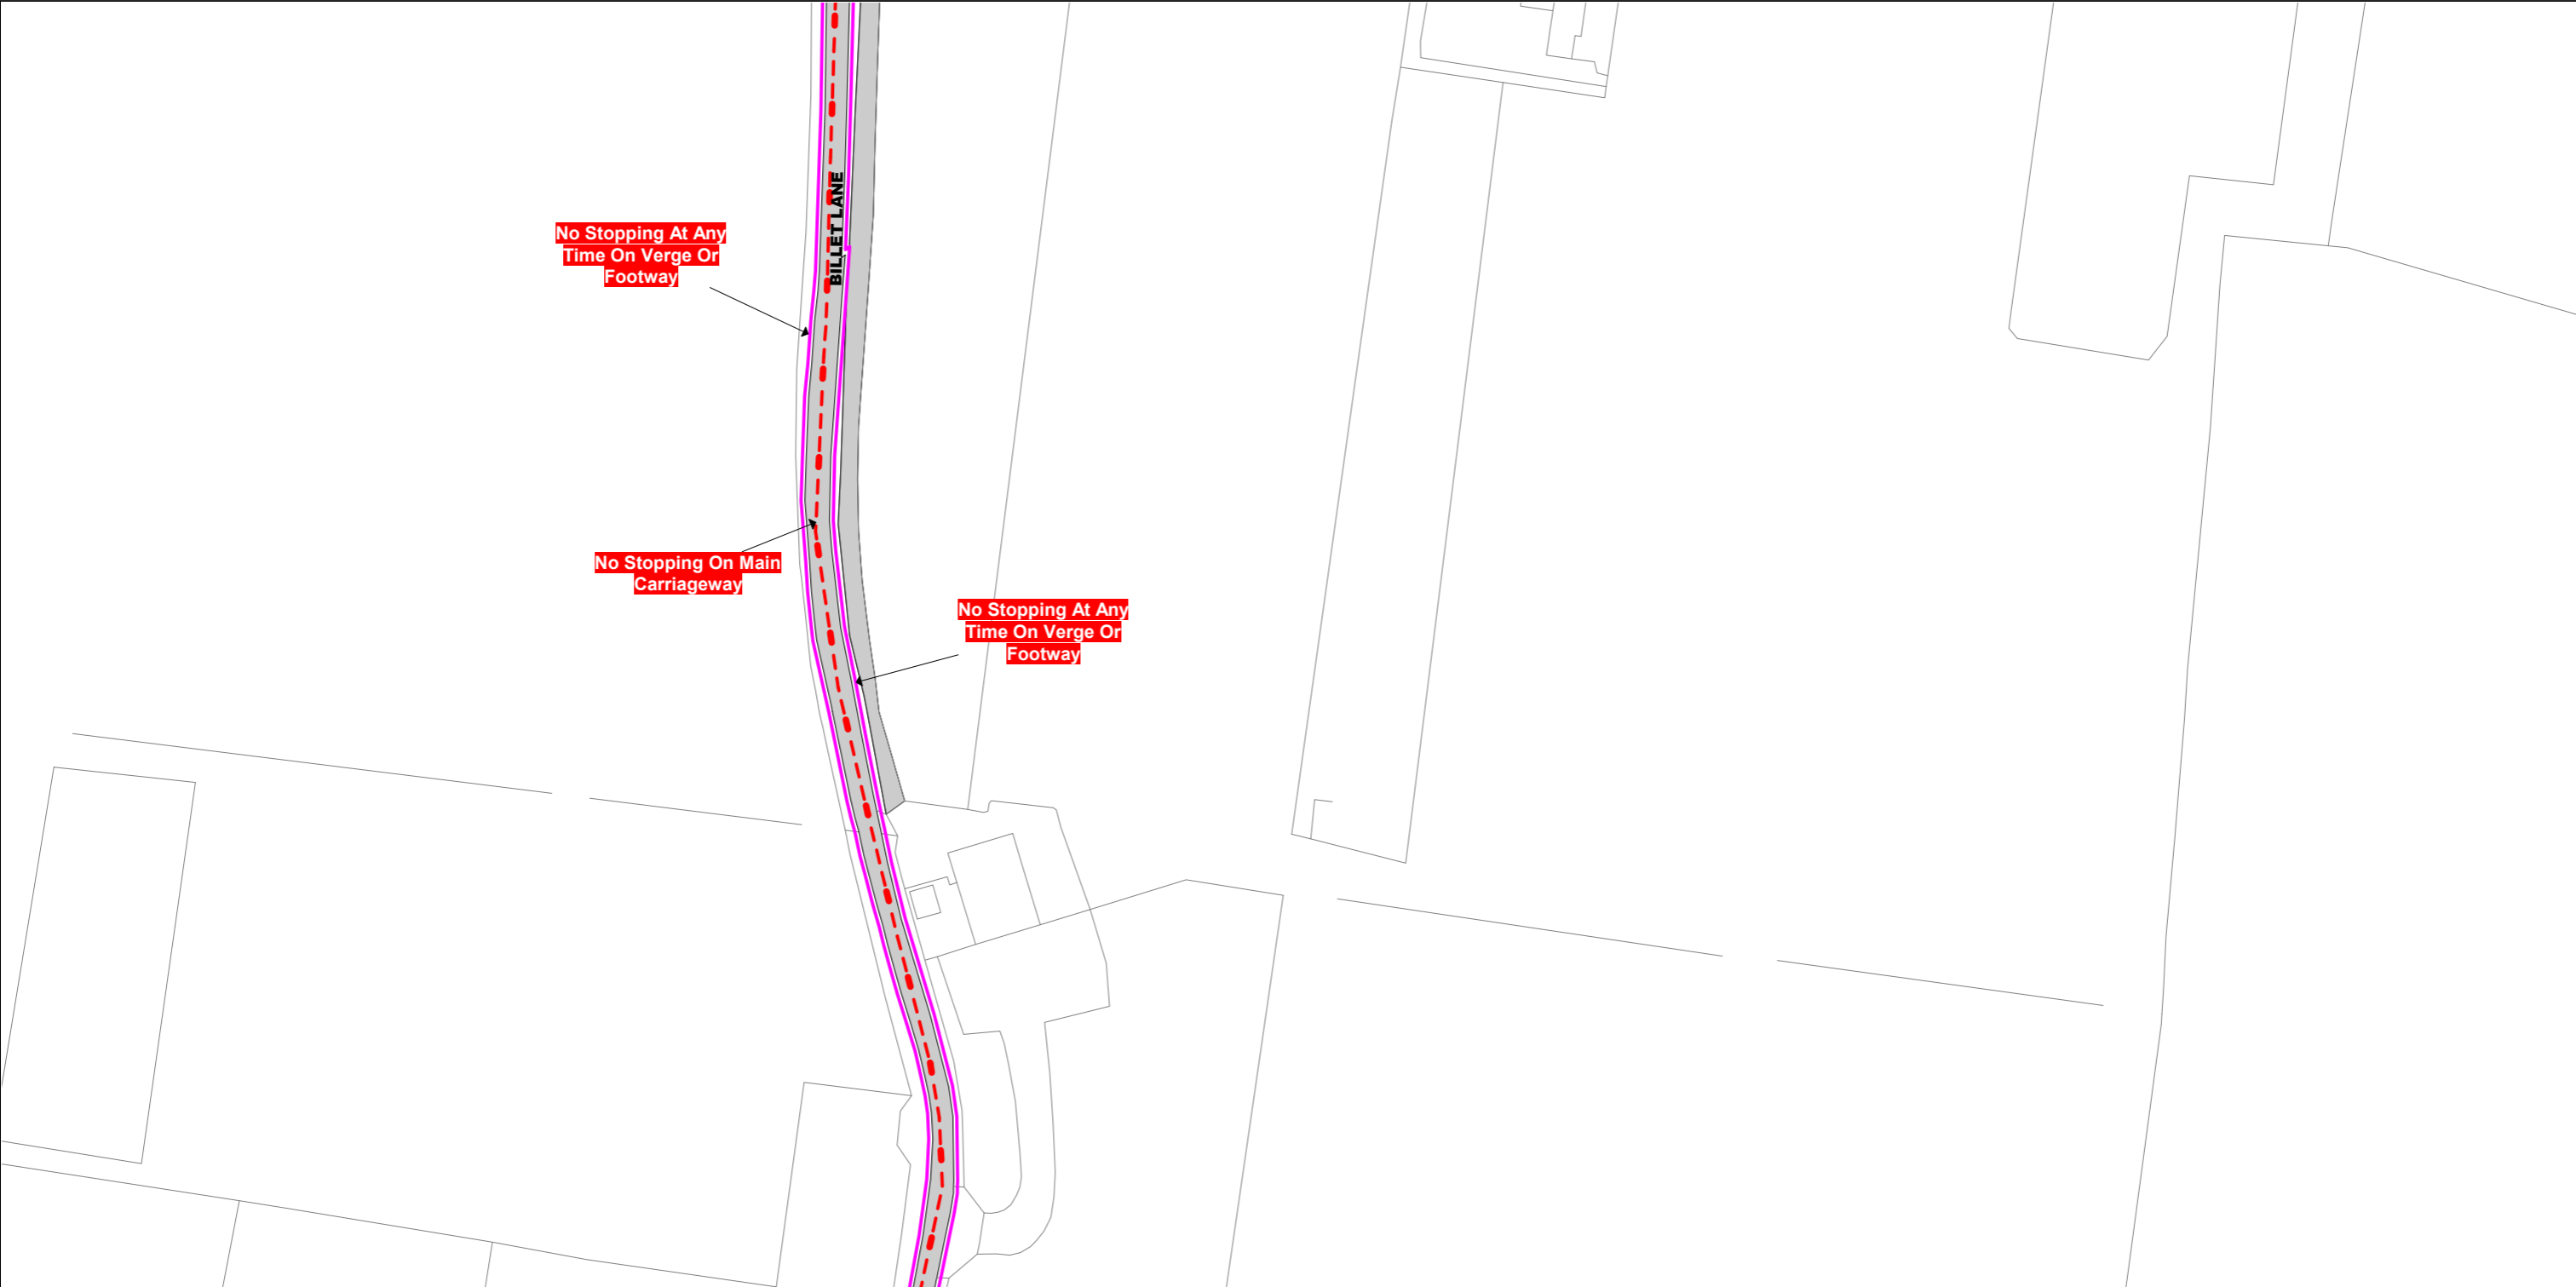 BILLET LANE
No Stopping At Any
Time On Verge Or
Footway
No Stopping On Main
Carriageway
No Stopping At Any
Time On Verge Or
Footway